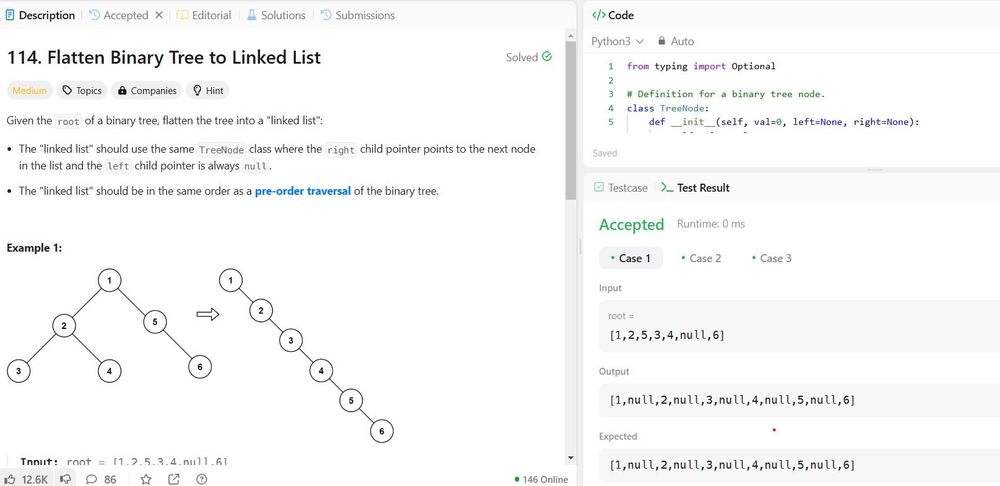 Description
Accepted
Editorial
Solutions
Submissions
114. Flatten Binary Tree to Linked List
Solved
Medium
Topics
Companies
Hint
Given the root of a binary tree, flatten the tree into a "linked list":
• The "linked list" should use the same TreeNode class where the right child pointer points to the next node
in the list and the left child pointer is always null.
• The "linked list" should be in the same order as a pre-order traversal of the binary tree.
Example 1:
1
2
5
3
4
6
1
2
3
4
5
6
Input: root = [1,2,5,3,4,null,6]
12.6K
86
146 Online
</> Code
Python3
Auto
1 from typing import Optional
2
3 # Definition for a binary tree node.
4 class TreeNode:
5 def __init__(self, val=0, left=None, right=None):
Saved
Testcase
>_ Test Result
Accepted
Runtime: 0 ms
• Case 1
• Case 2
• Case 3
Input
root =
[1,2,5,3,4,null,6]
Output
[1,null,2,null,3,null,4,null,5,null,6]
Expected
[1,null,2,null,3,null,4,null,5,null,6]